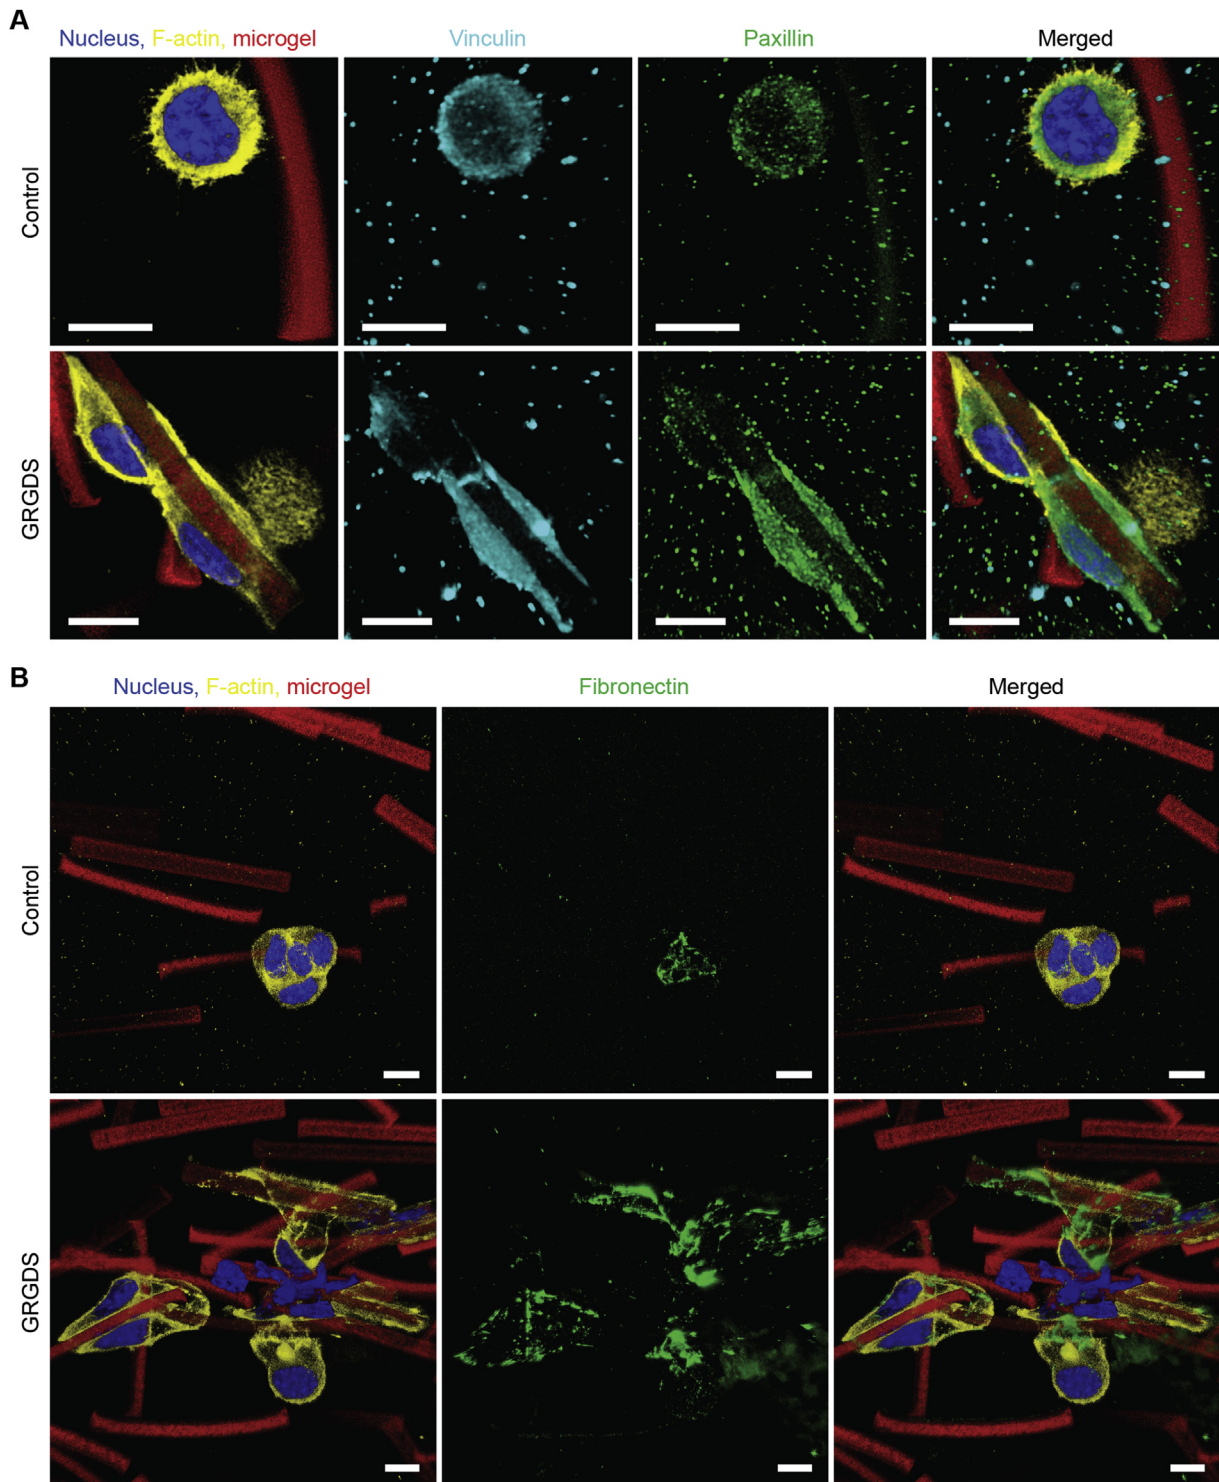 A
Nucleus, F-actin, microgel
Vinculin
Paxillin
Merged
Control
GRGDS
B
Nucleus, F-actin, microgel
Fibronectin
Merged
Control
GRGDS